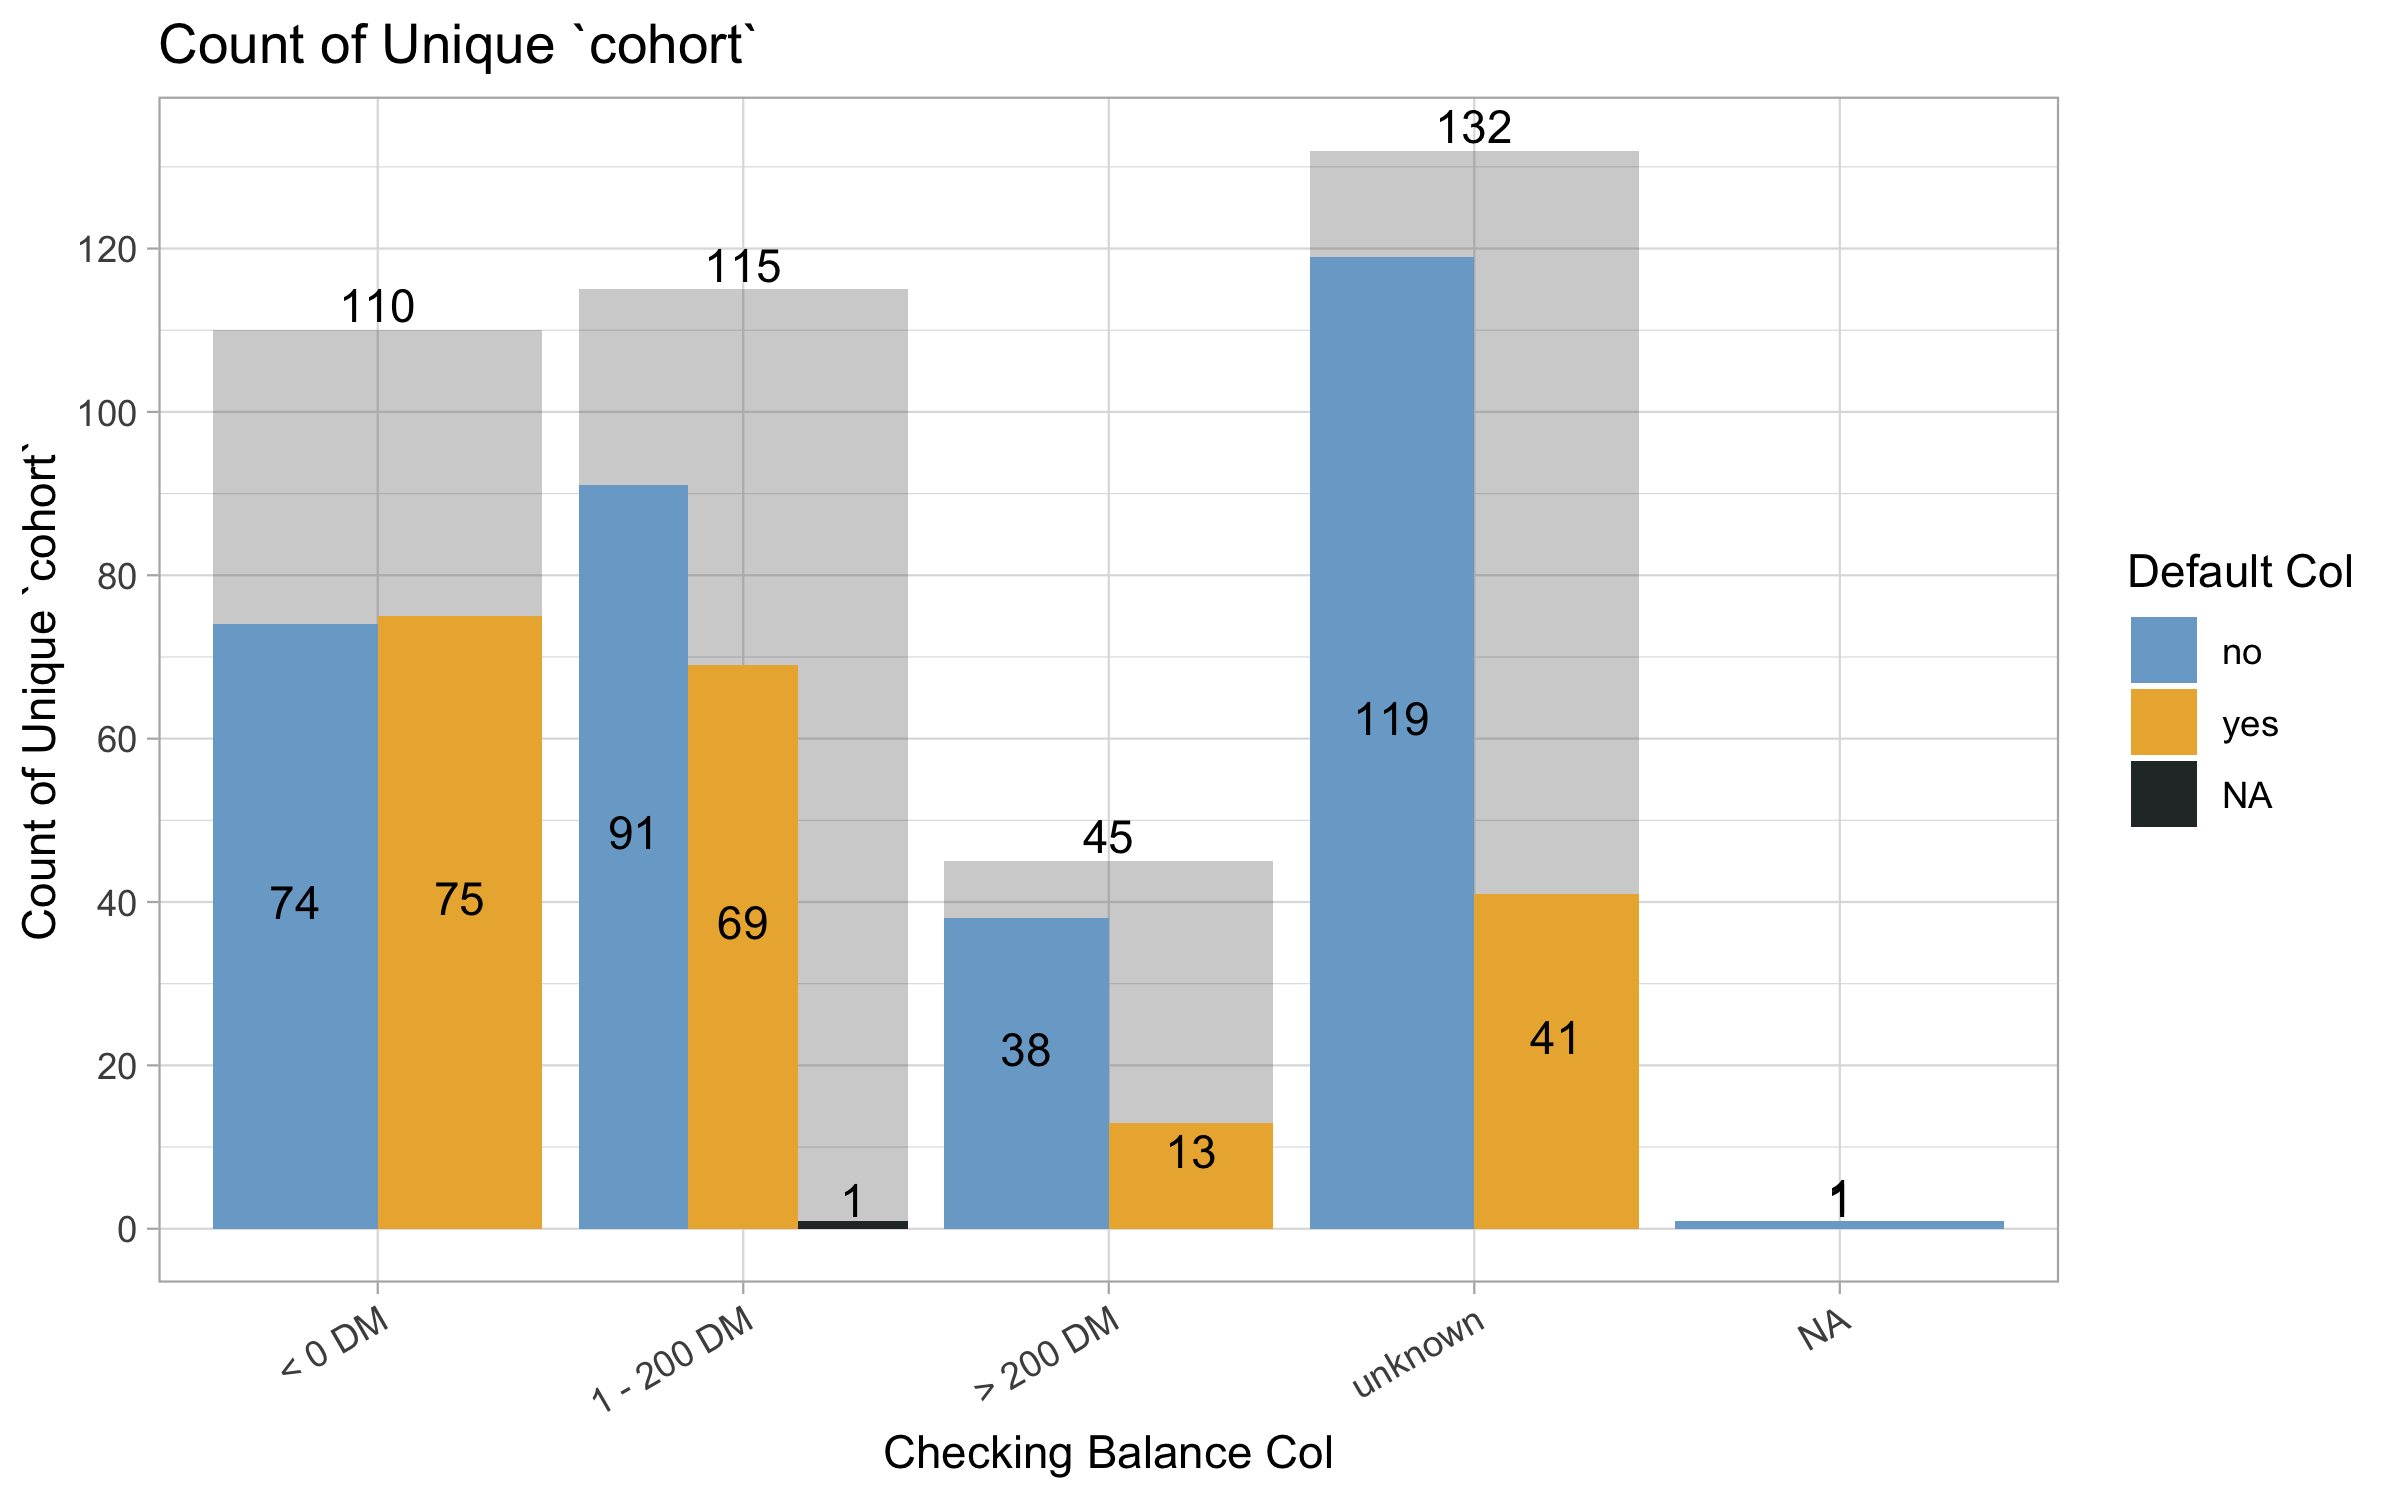 Count of Unique `cohort`
Count of Unique `cohort`
120
100
80
60
40
20
0
110
115
45
132
74
75
91
69
1
38
13
119
41
1
< 0 DM
1 - 200 DM
> 200 DM
unknown
NA
Checking Balance Col
Default Col
no
yes
NA